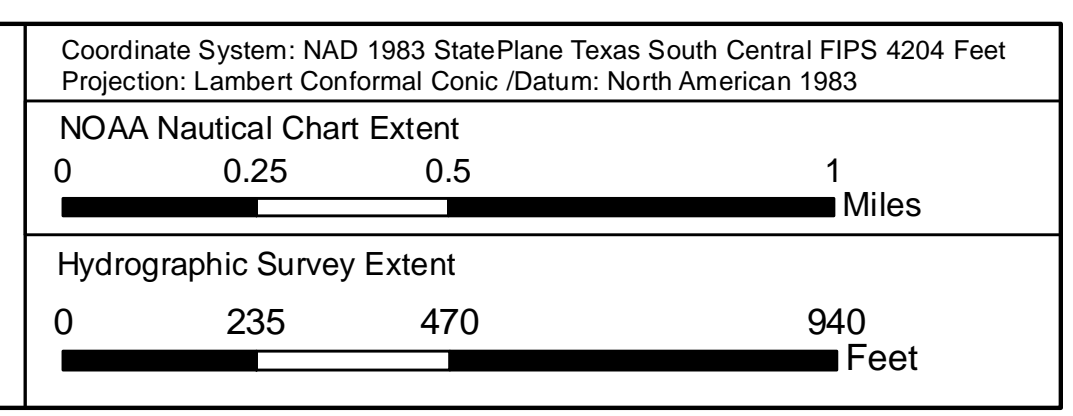 Coordinate System: NAD 1983 StatePlane Texas South Central FIPS 4204 Feet
Projection: Lambert Conformal Conic /Datum: North American 1983
NOAA Nautical Chart Extent
0 0.25 0.5 1
Miles
Hydrographic Survey Extent
0 235 470 940
Feet